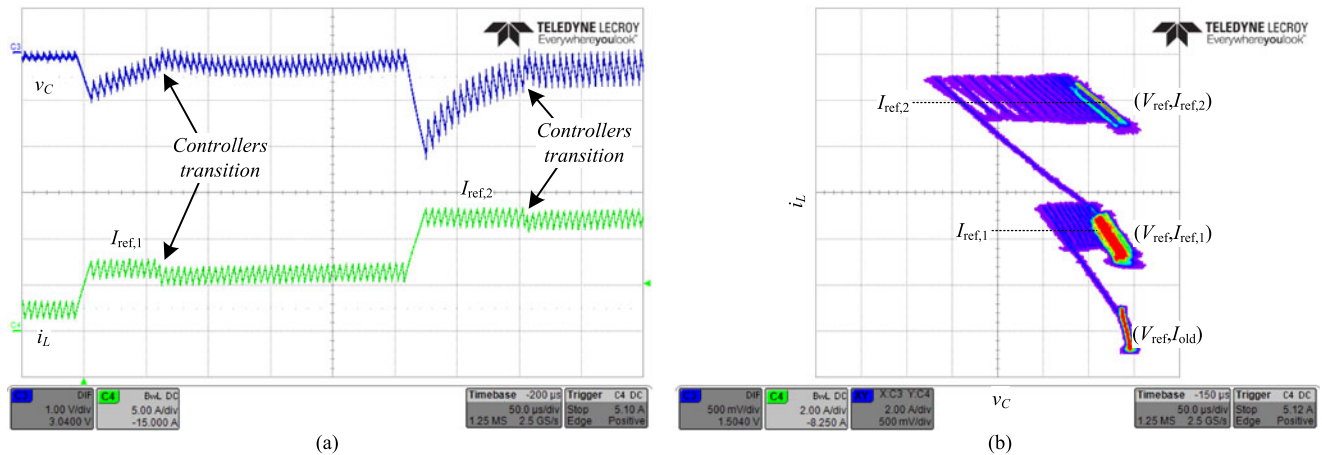 TELEDYNE LECROY
Everywhereyoulook™
C3
v_C
Controllers
transition
Controllers
transition
I_ref,2
I_ref,1
C4
i_L
C3 DIF
1.00 V/div
3.0400 V
C4 BwL DC
5.00 A/div
-15.000 A
Timebase -200 µs
50.0 µs/div
1.25 MS 2.5 GS/s
Trigger C4 DC
Stop 5.10 A
Edge Positive
(a)
TELEDYNE LECROY
Everywhereyoulook™
I_ref,2
(V_ref,I_ref,2)
i_L
I_ref,1
(V_ref,I_ref,1)
(V_ref,I_old)
v_C
C3 DIF
500 mV/div
1.5040 V
C4 BwL DC
2.00 A/div
-8.250 A
XY X:C3 Y:C4
2.00 A/div
500 mV/div
Timebase -150 µs
50.0 µs/div
1.25 MS 2.5 GS/s
Trigger C4 DC
Stop 5.12 A
Edge Positive
(b)